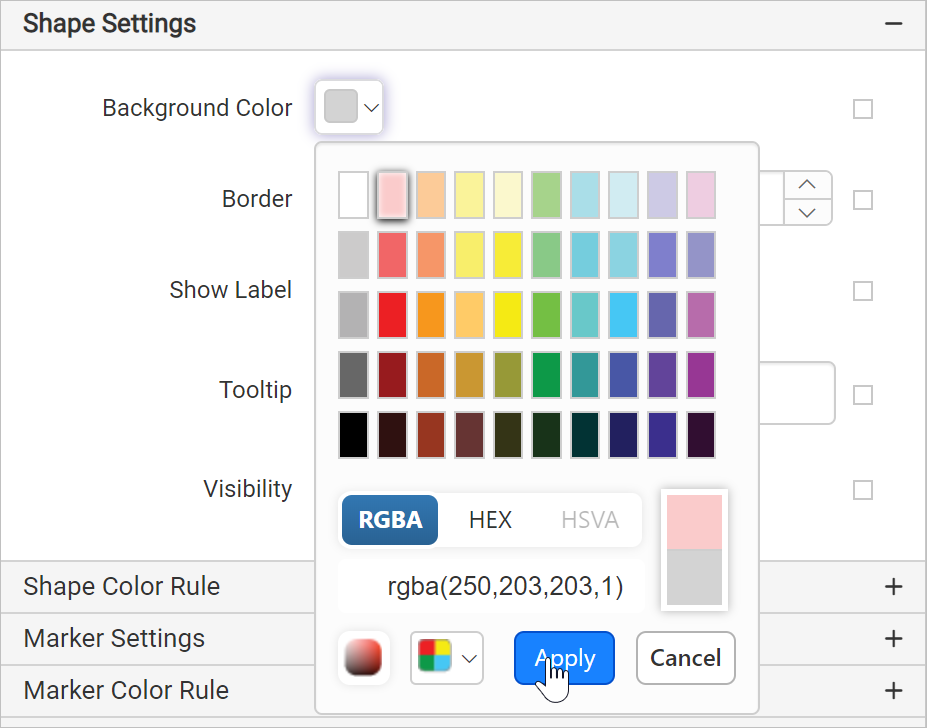 Shape Settings
Background Color
Border
Show Label
Tooltip
Visibility
RGBA HEX HSVA
rgba(250,203,203,1)
Apply Cancel
Shape Color Rule
Marker Settings
Marker Color Rule